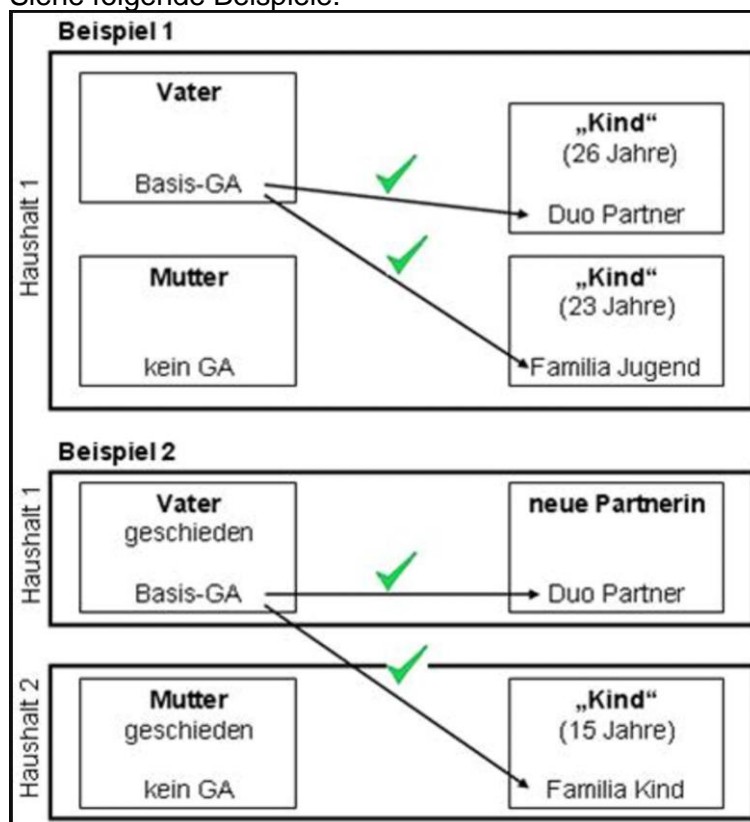 Siehe folgende Beispiele:
Beispiel 1
Haushalt 1
Vater
Basis-GA
„Kind“
(26 Jahre)
Duo Partner
Mutter
kein GA
„Kind“
(23 Jahre)
Familia Jugend
Beispiel 2
Haushalt 1
Vater
geschieden
Basis-GA
neue Partnerin
Duo Partner
Haushalt 2
Mutter
geschieden
kein GA
„Kind“
(15 Jahre)
Familia Kind